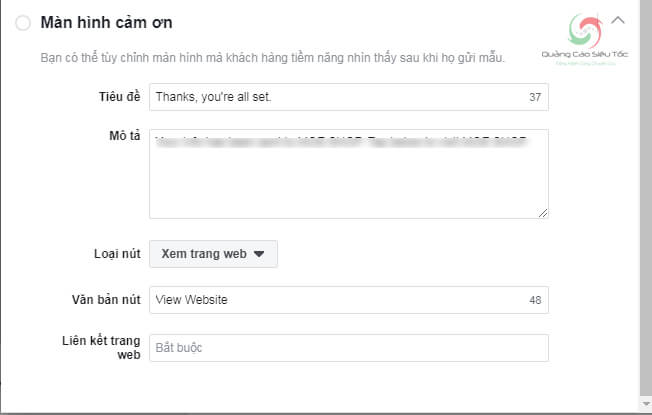 Màn hình cảm ơn
Bạn có thể tùy chỉnh màn hình mà khách hàng tiềm năng nhìn thấy sau khi họ gửi mẫu.
Quảng Cáo Siêu Tốc
Tiêu đề
Thanks, you're all set.
37
Mô tả
Loại nút
Xem trang web
Văn bản nút
View Website
48
Liên kết trang
web
Bắt buộc